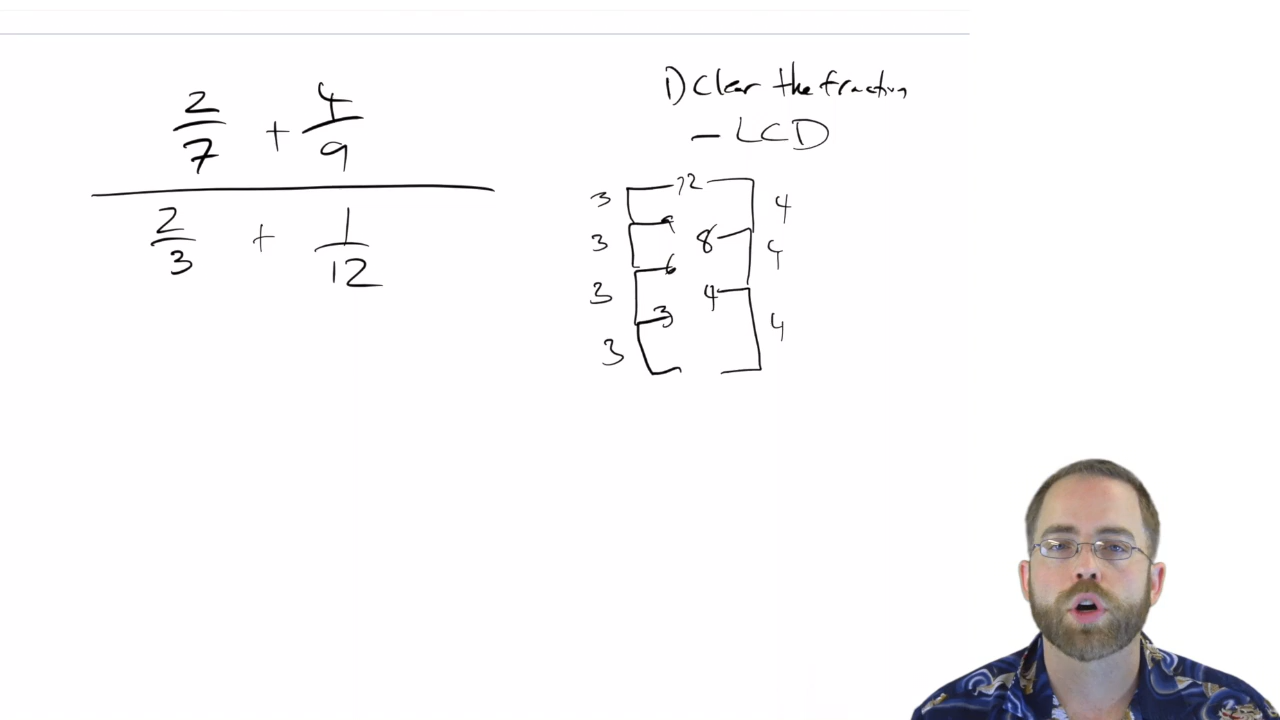 2/7 + 4/9
2/3 + 1/12
1) Clear the fraction
- LCD
3 12 4
3 9 8 4
3 6 4 4
3 3